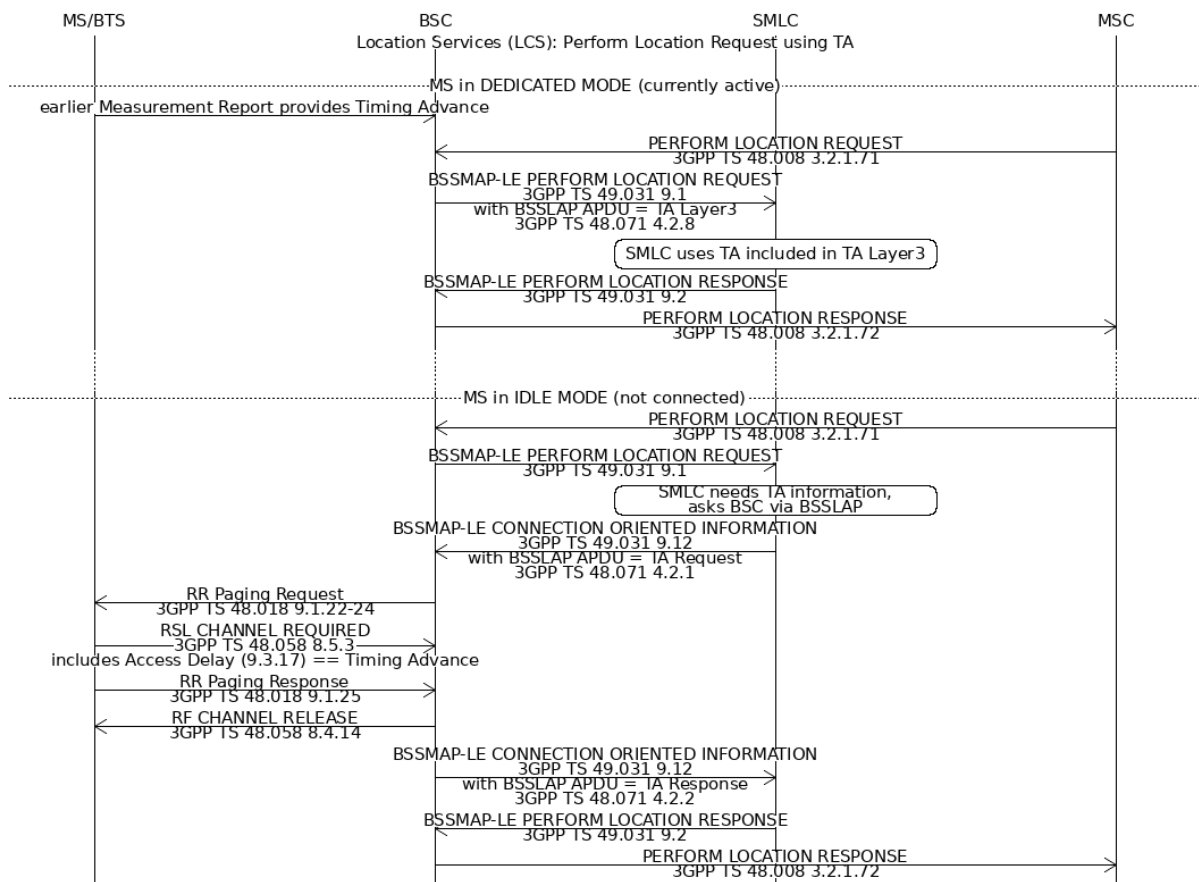 MS/BTS BSC SMLC MSC
Location Services (LCS): Perform Location Request using TA
MS in DEDICATED MODE (currently active)
earlier Measurement Report provides Timing Advance
PERFORM LOCATION REQUEST
3GPP TS 48.008 3.2.1.71
BSSMAP-LE PERFORM LOCATION REQUEST
3GPP TS 49.031 9.1
with BSSLAP APDU = TA Layer3
3GPP TS 48.071 4.2.8
SMLC uses TA included in TA Layer3
BSSMAP-LE PERFORM LOCATION RESPONSE
3GPP TS 49.031 9.2
PERFORM LOCATION RESPONSE
3GPP TS 48.008 3.2.1.72
MS in IDLE MODE (not connected)
PERFORM LOCATION REQUEST
3GPP TS 48.008 3.2.1.71
BSSMAP-LE PERFORM LOCATION REQUEST
3GPP TS 49.031 9.1
SMLC needs TA information,
asks BSC via BSSLAP
BSSMAP-LE CONNECTION ORIENTED INFORMATION
3GPP TS 49.031 9.12
with BSSLAP APDU = TA Request
3GPP TS 48.071 4.2.1
RR Paging Request
3GPP TS 48.018 9.1.22-24
RSL CHANNEL REQUIRED
3GPP TS 48.058 8.5.3
includes Access Delay (9.3.17) == Timing Advance
RR Paging Response
3GPP TS 48.018 9.1.25
RF CHANNEL RELEASE
3GPP TS 48.058 8.4.14
BSSMAP-LE CONNECTION ORIENTED INFORMATION
3GPP TS 49.031 9.12
with BSSLAP APDU = TA Response
3GPP TS 48.071 4.2.2
BSSMAP-LE PERFORM LOCATION RESPONSE
3GPP TS 49.031 9.2
PERFORM LOCATION RESPONSE
3GPP TS 48.008 3.2.1.72